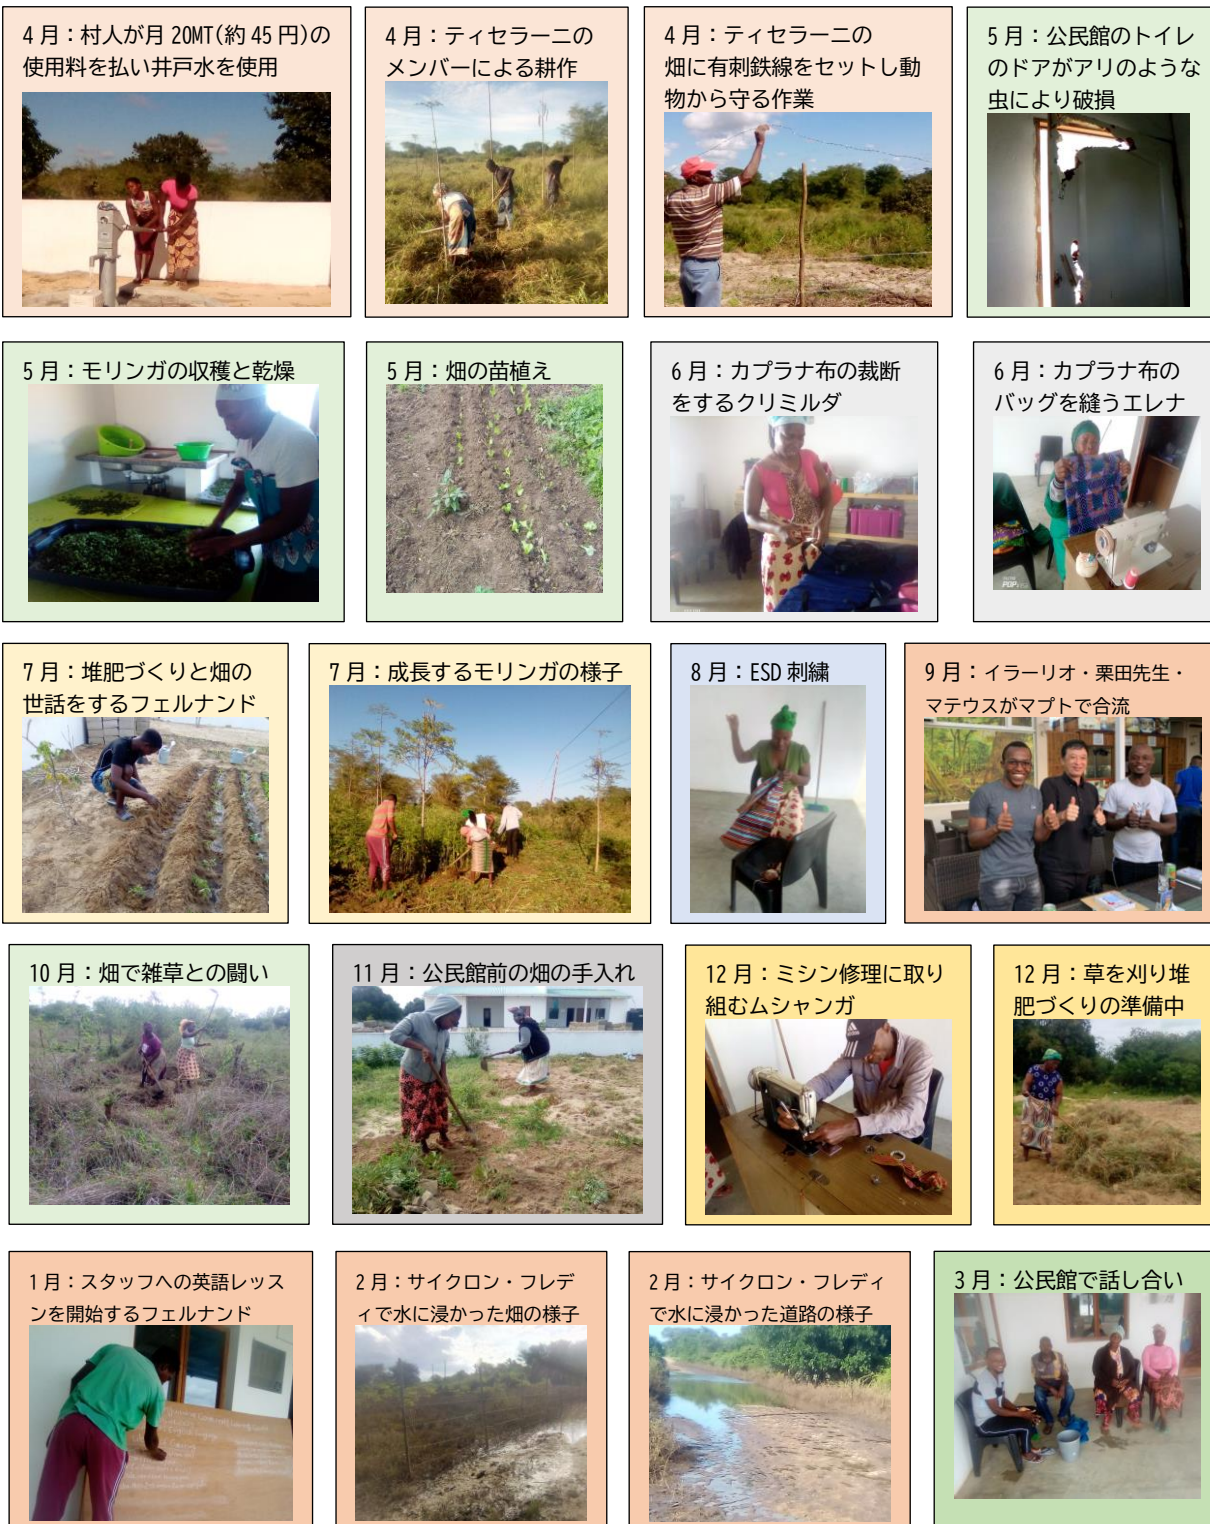 4月：村人が月20MT(約45円)の
使用料を払い井戸水を使用
4月：ティセラーニの
メンバーによる耕作
4月：ティセラーニの
畑に有刺鉄線をセットし動
物から守る作業
5月：公民館のトイレ
のドアがアリのような
虫により破損
5月：モリンガの収穫と乾燥
5月：畑の苗植え
6月：カプラナ布の裁断
をするクリミルダ
6月：カプラナ布の
バッグを縫うエレナ
7月：堆肥づくりと畑の
世話をするフェルナンド
7月：成長するモリンガの様子
8月：ESD刺繍
9月：イラーリオ・栗田先生・
マテウスがマプトで合流
10月：畑で雑草との闘い
11月：公民館前の畑の手入れ
12月：ミシン修理に取り
組むムシャンガ
12月：草を刈り堆
肥づくりの準備中
1月：スタッフへの英語レッス
ンを開始するフェルナンド
2月：サイクロン・フレデ
ィで水に浸かった畑の様子
2月：サイクロン・フレディ
で水に浸かった道路の様子
3月：公民館で話し合い